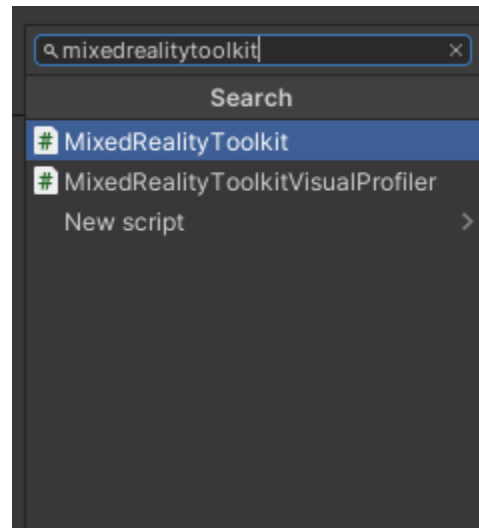 mixedrealitytoolkit
Search
# MixedRealityToolkit
# MixedRealityToolkitVisualProfiler
New script